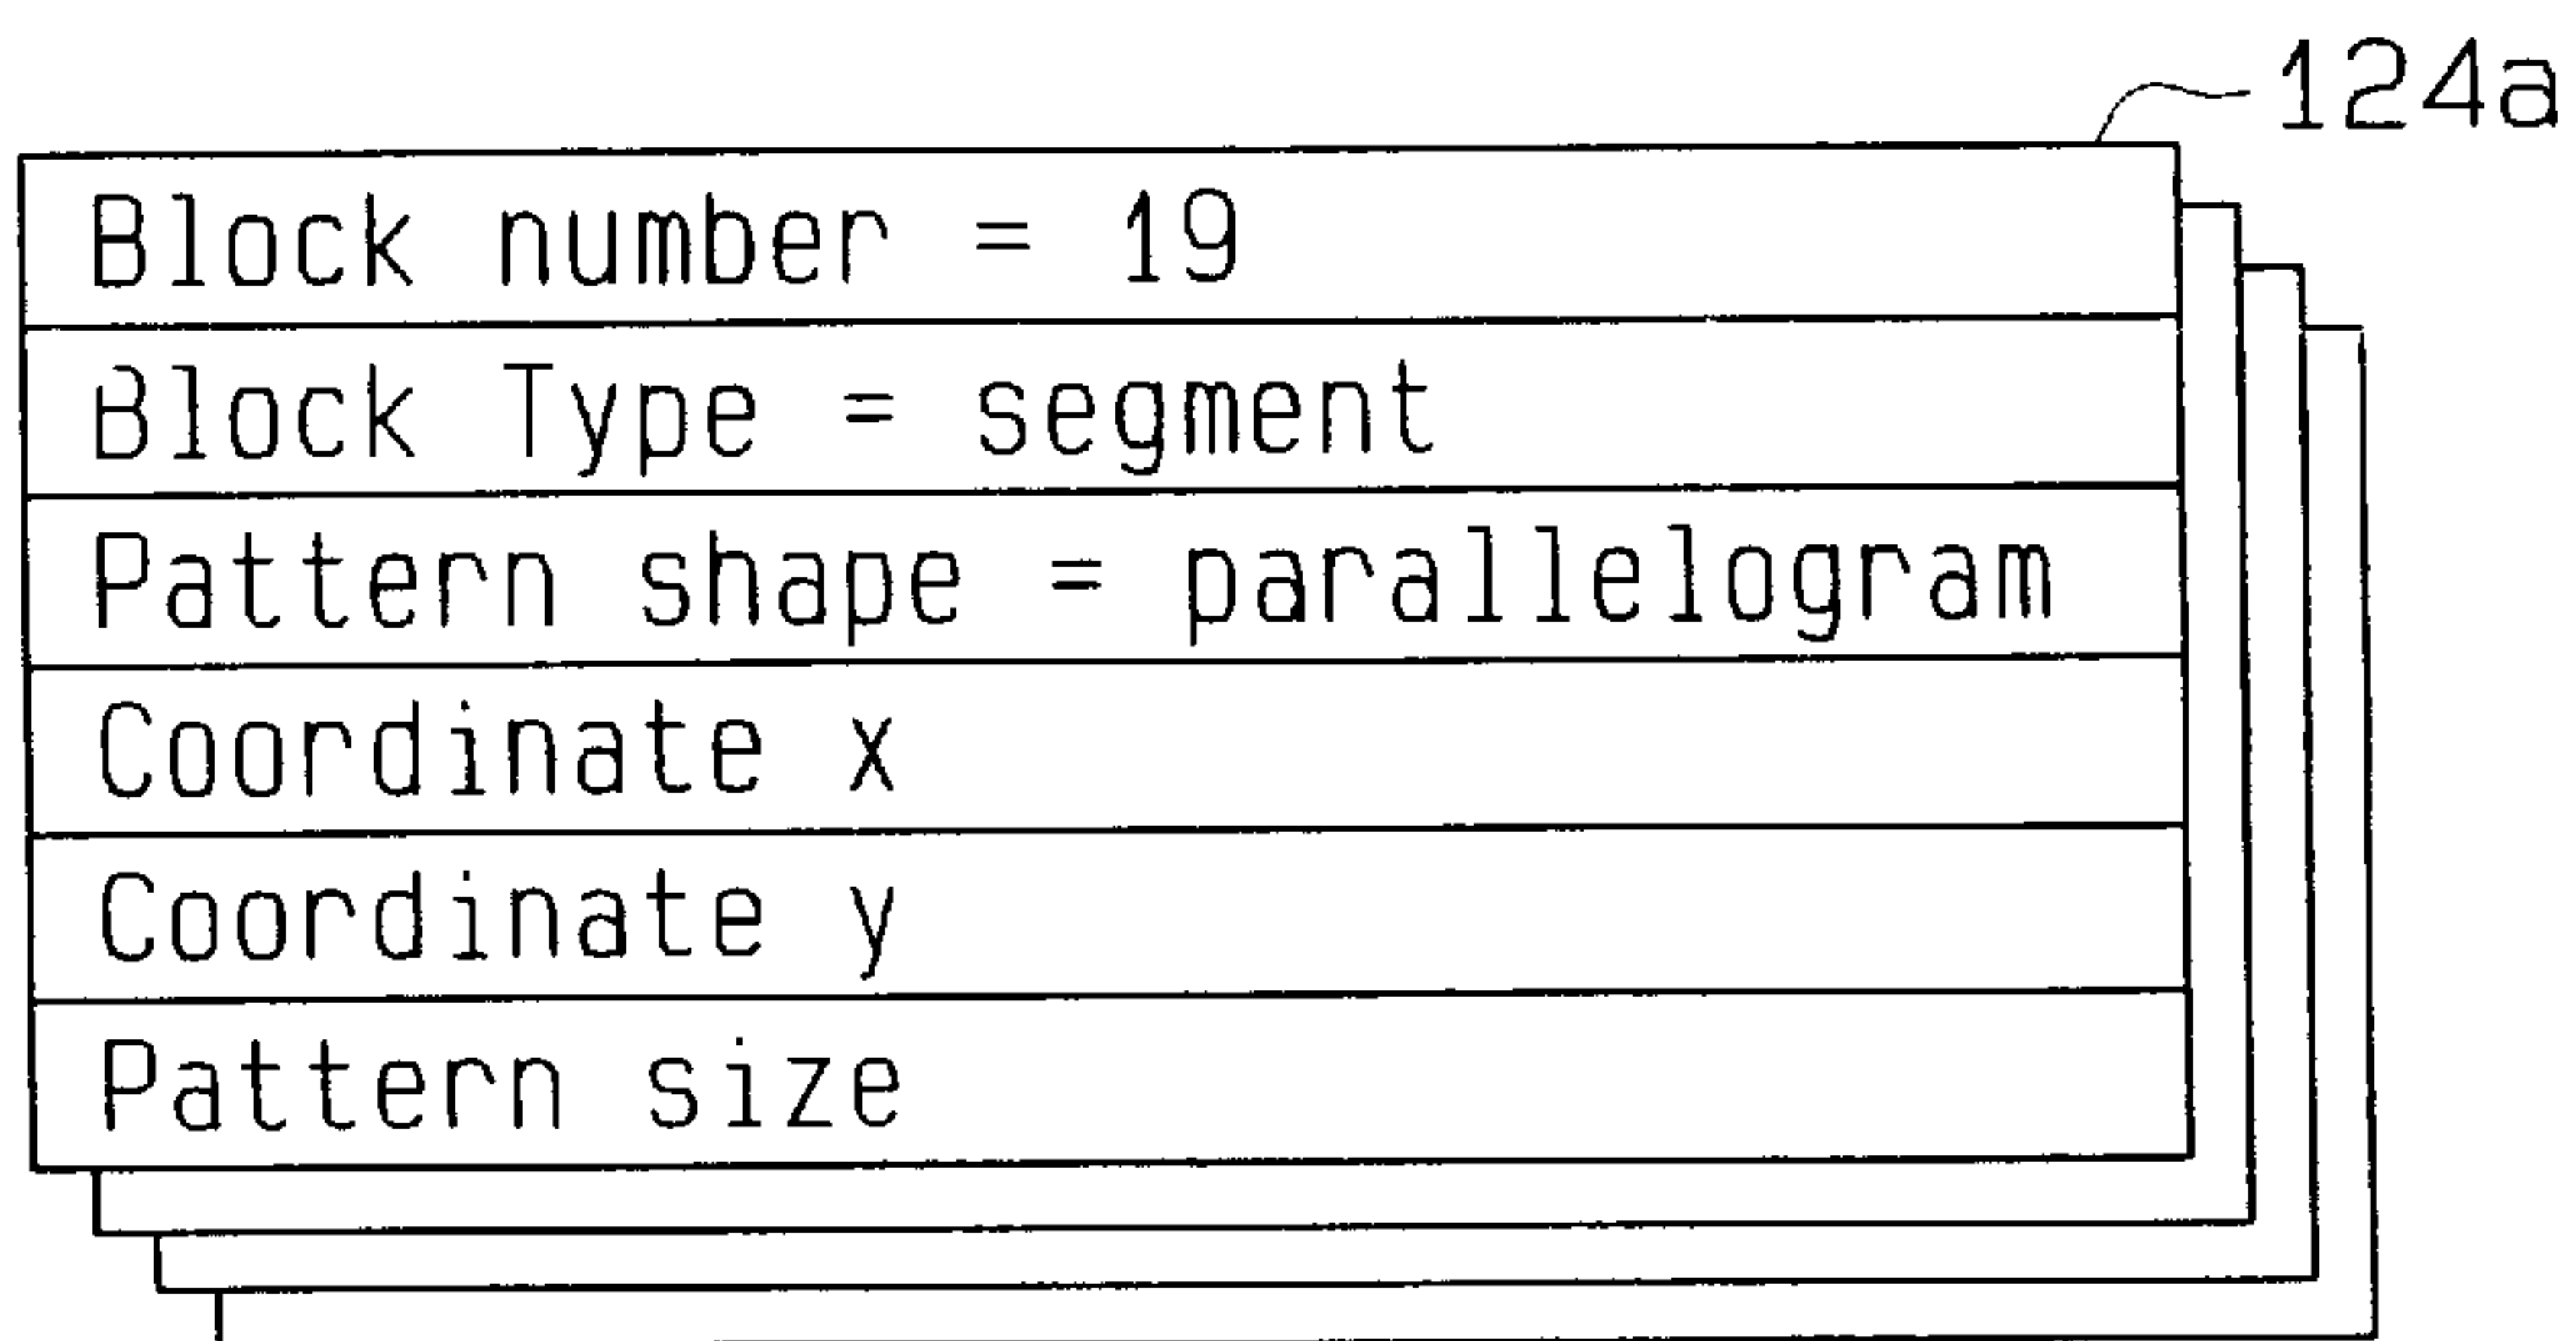 124a
Block number = 19
Block Type = segment
Pattern shape = parallelogram
Coordinate x
Coordinate y
Pattern size